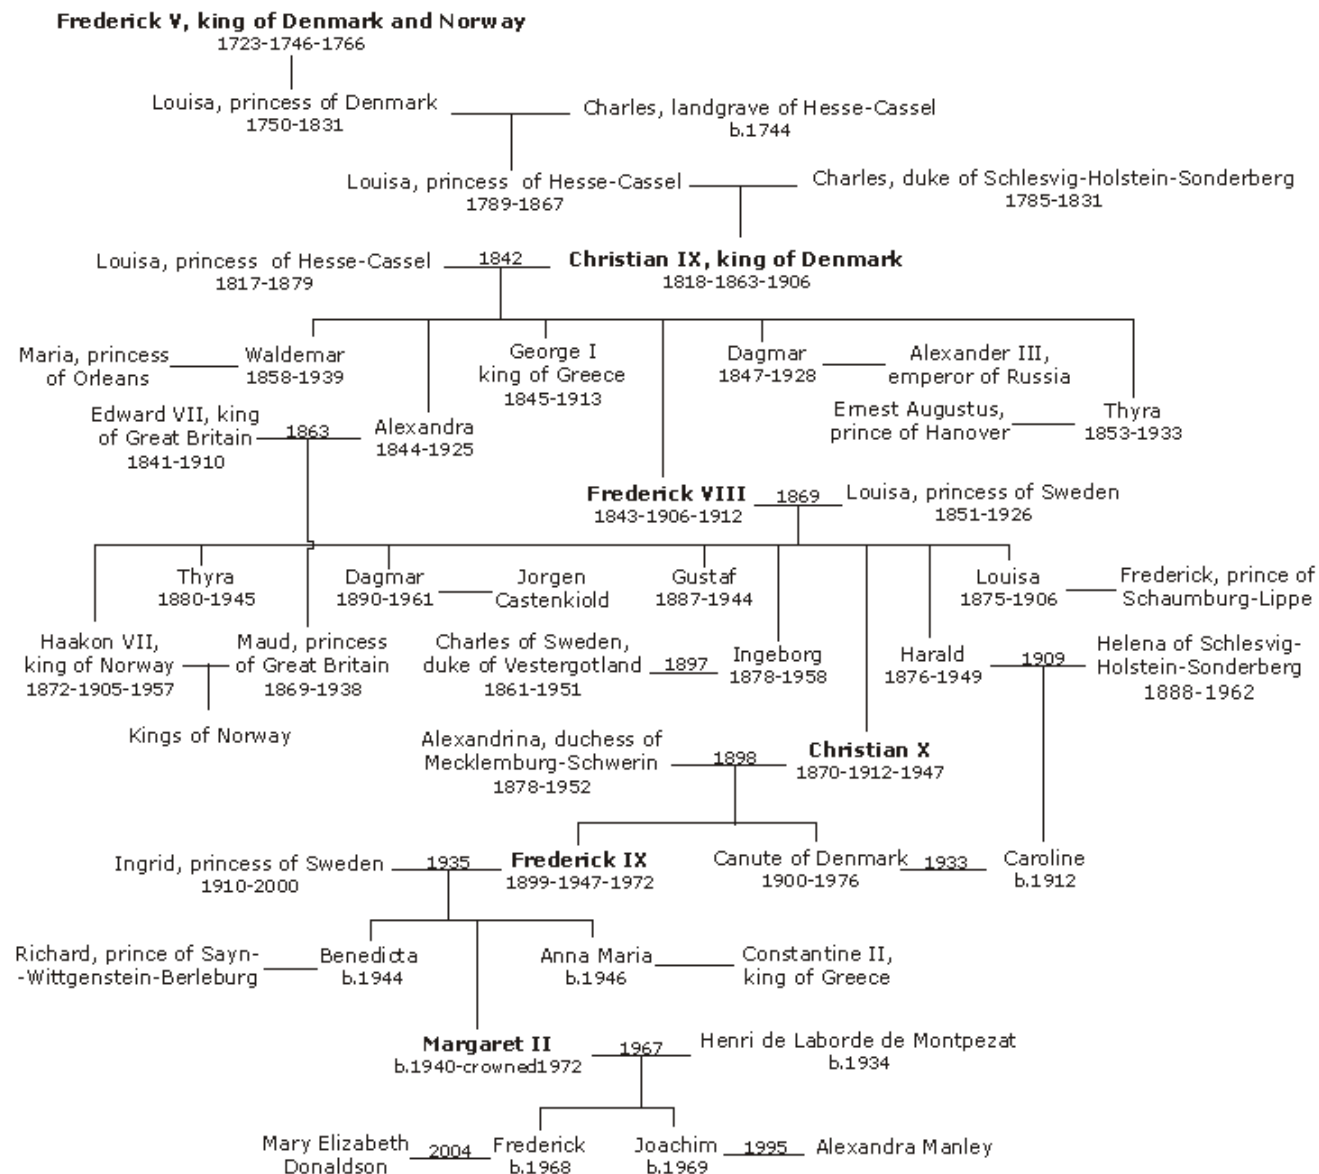 Frederick V, king of Denmark and Norway
1723-1746-1766
Louisa, princess of Denmark
1750-1831
Charles, landgrave of Hesse-Cassel
b.1744
Louisa, princess of Hesse-Cassel
1789-1867
Charles, duke of Schlesvig-Holstein-Sonderberg
1785-1831
Louisa, princess of Hesse-Cassel
1817-1879
1842
Christian IX, king of Denmark
1818-1863-1906
Maria, princess
of Orleans
Waldemar
1858-1939
George I
king of Greece
1845-1913
Dagmar
1847-1928
Alexander III,
emperor of Russia
Edward VII, king
of Great Britain
1841-1910
1863
Alexandra
1844-1925
Ernest Augustus,
prince of Hanover
Thyra
1853-1933
Frederick VIII
1843-1906-1912
1869
Louisa, princess of Sweden
1851-1926
Thyra
1880-1945
Dagmar
1890-1961
Jorgen
Castenkiold
Gustaf
1887-1944
Louisa
1875-1906
Frederick, prince of
Schaumburg-Lippe
Haakon VII,
king of Norway
1872-1905-1957
Maud, princess
of Great Britain
1869-1938
Charles of Sweden,
duke of Vestergotland
1861-1951
1897
Ingeborg
1878-1958
Harald
1876-1949
1909
Helena of Schlesvig-
Holstein-Sonderberg
1888-1962
Kings of Norway
Alexandrina, duchess of
Mecklemburg-Schwerin
1878-1952
1898
Christian X
1870-1912-1947
Ingrid, princess of Sweden
1910-2000
1935
Frederick IX
1899-1947-1972
Canute of Denmark
1900-1976
1933
Caroline
b.1912
Richard, prince of Sayn-
-Wittgenstein-Berleburg
Benedicta
b.1944
Anna Maria
b.1946
Constantine II,
king of Greece
Margaret II
b.1940-crowned1972
1967
Henri de Laborde de Montpezat
b.1934
Mary Elizabeth
Donaldson
2004
Frederick
b.1968
Joachim
b.1969
1995
Alexandra Manley